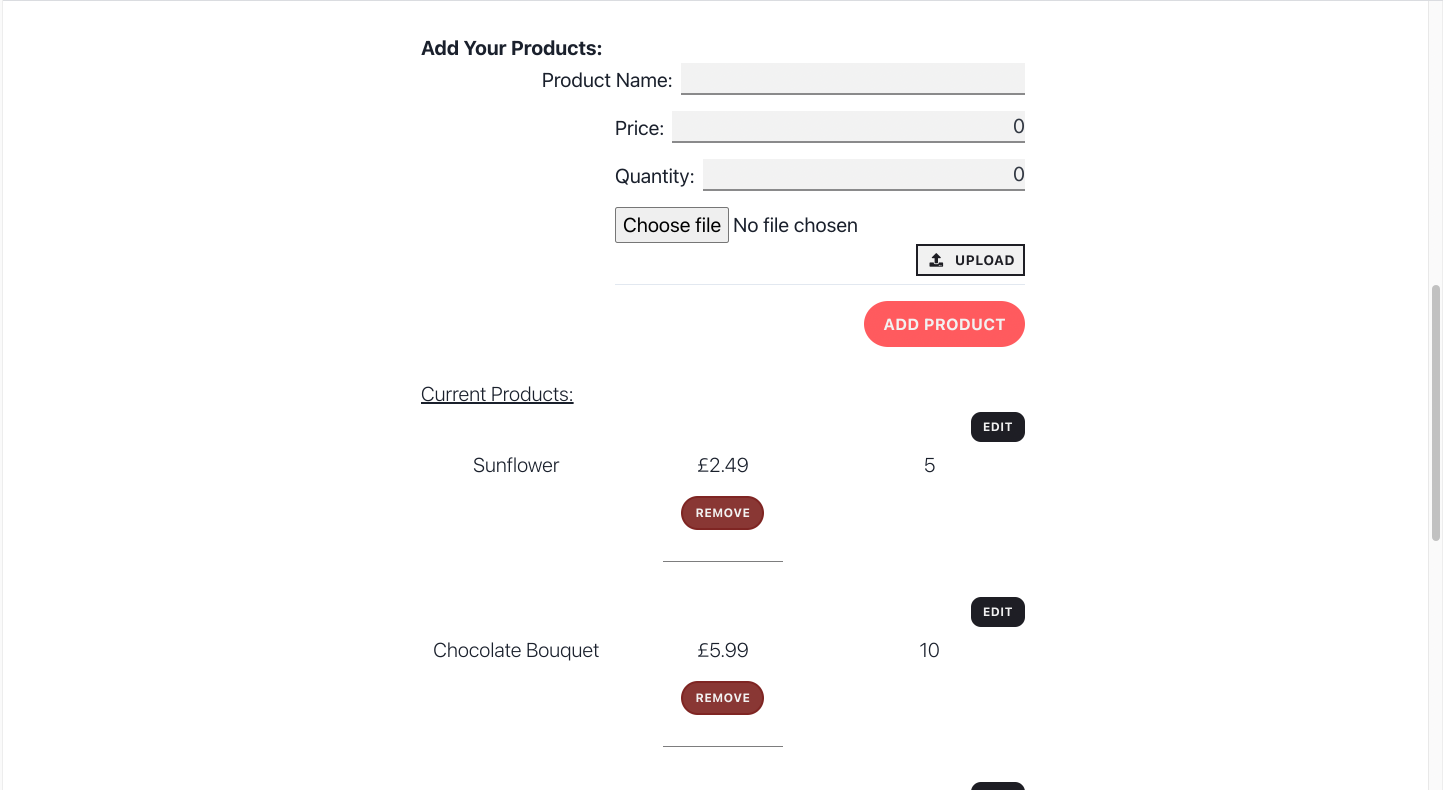 Add Your Products:
Product Name:
Price: 0
Quantity: 0
Choose file No file chosen
UPLOAD
ADD PRODUCT
Current Products:
EDIT
Sunflower £2.49 5
REMOVE
EDIT
Chocolate Bouquet £5.99 10
REMOVE